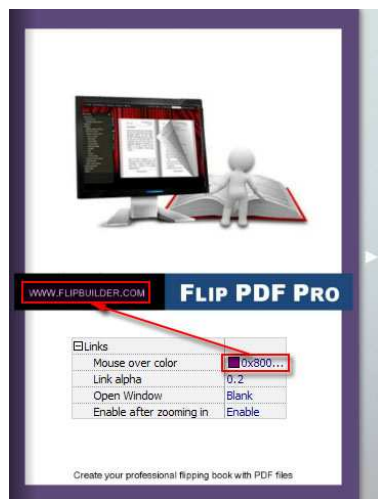 WWW.FLIPBUILDER.COM FLIP PDF PRO
Links
Mouse over color 0x800...
Link alpha 0.2
Open Window Blank
Enable after zooming in Enable
Create your professional flipping book with PDF files